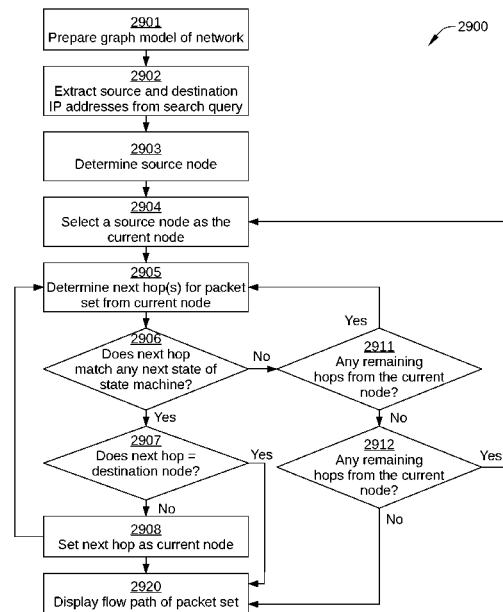 2900
2901
Prepare graph model of network
2902
Extract source and destination
IP addresses from search query
2903
Determine source node
2904
Select a source node as the
current node
2905
Determine next hop(s) for packet
set from current node
2906
Does next hop
match any next state of
state machine?
No
Yes
2911
Any remaining
hops from the current
node?
Yes
No
2907
Does next hop =
destination node?
Yes
No
2912
Any remaining
hops from the current
node?
Yes
No
2908
Set next hop as current node
2920
Display flow path of packet set